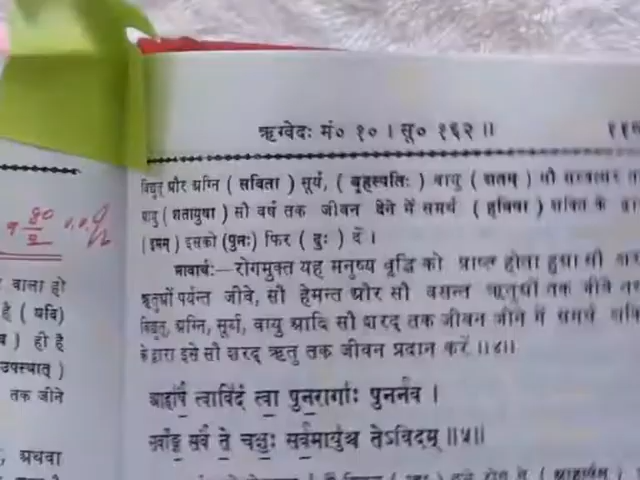 ऋग्वेदः मं० १० । सू० १६२ ॥
विद्युत् और अग्नि ( सविता ) सूर्य, ( बृहस्पतिः ) वायु ( शतम् ) सौ
वायु ( शतायुषा ) सौ वर्ष तक जीवन देने में समर्थ ( हविषा ) शक्ति के
( इमम् ) इसको (पुनः) फिर ( दुः ) दें ।
भावार्थः— रोगमुक्त यह मनुष्य वृद्धि को प्राप्त होता हुआ सौ
ऋतुओं पर्यन्त जीवे, सौ हेमन्त और सौ वसन्त ऋतुओं तक जीवे
विद्युत्, अग्नि, सूर्य, वायु आदि सौ शरद् तक जीवन जीने में समर्थ
के द्वारा इसे सौ शरद् ऋतु तक जीवन प्रदान करें ॥४॥
आहार्षं त्वाविदं त्वा पुनरागाः पुनर्नव ।
सर्वाङ्ग सर्वं ते चक्षुः सर्वमायुश्च तेऽविदम् ॥५॥
वाला हो
है ( यदि)
) ही है
उपस्थात् )
तक जीने
, अथवा